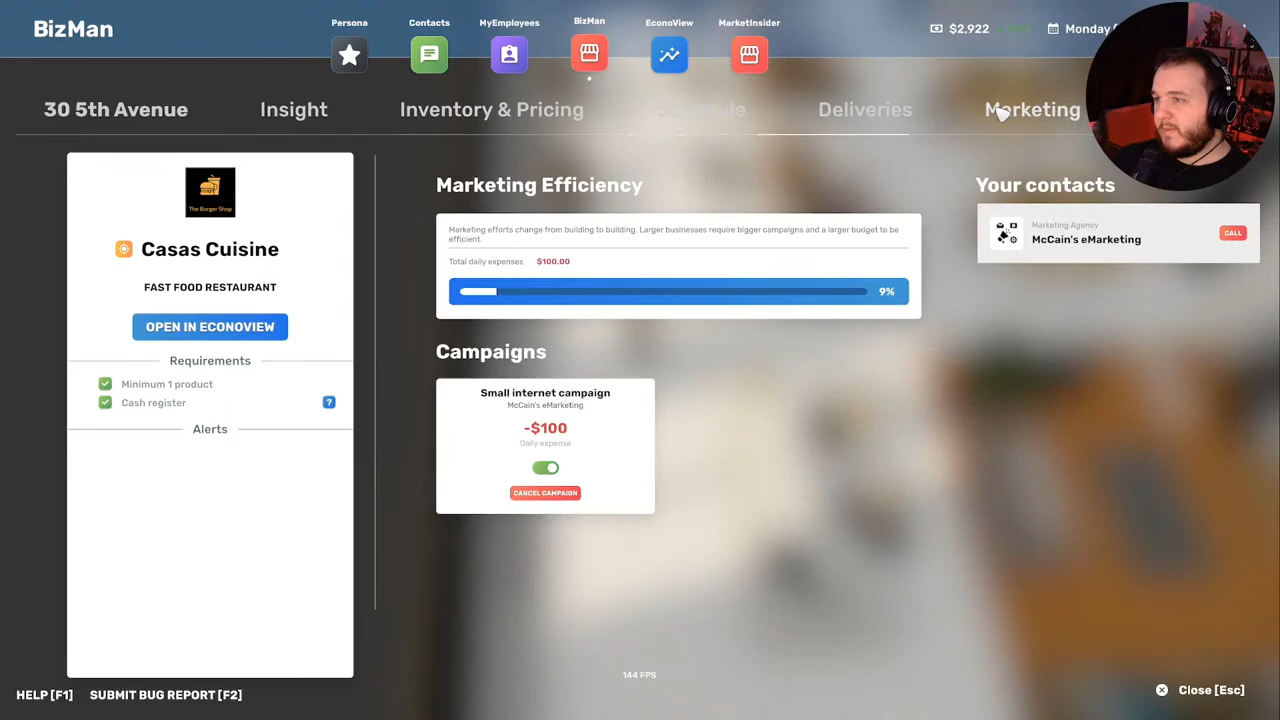 BizMan
Persona
Contacts
MyEmployees
BizMan
EconoView
MarketInsider
$2,922
Monday
30 5th Avenue
Insight
Inventory & Pricing
Schedule
Deliveries
Marketing
The Burger Shop
Casas Cuisine
FAST FOOD RESTAURANT
OPEN IN ECONOVIEW
Requirements
Minimum 1 product
Cash register
?
Alerts
Marketing Efficiency
Marketing efforts change from building to building. Larger businesses require bigger campaigns and a larger budget to be
efficient.
Total daily expenses $100.00
9%
Campaigns
Small internet campaign
McCain's eMarketing
-$100
Daily expense
CANCEL CAMPAIGN
Your contacts
Marketing Agency
McCain's eMarketing
CALL
144 FPS
HELP [F1]
SUBMIT BUG REPORT [F2]
Close [Esc]